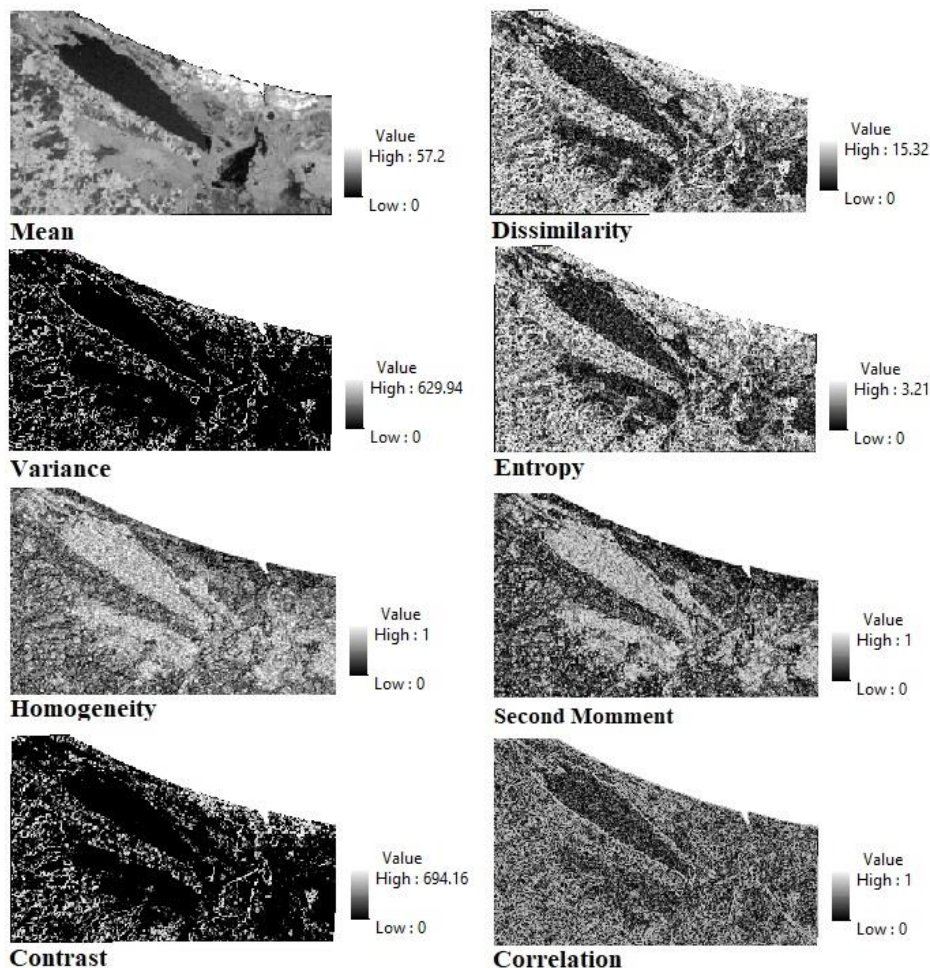 Value
High : 57.2
Low : 0
Mean
Value
High : 15.32
Low : 0
Dissimilarity
Value
High : 629.94
Low : 0
Variance
Value
High : 3.21
Low : 0
Entropy
Value
High : 1
Low : 0
Homogeneity
Value
High : 1
Low : 0
Second Momment
Value
High : 694.16
Low : 0
Contrast
Value
High : 1
Low : 0
Correlation